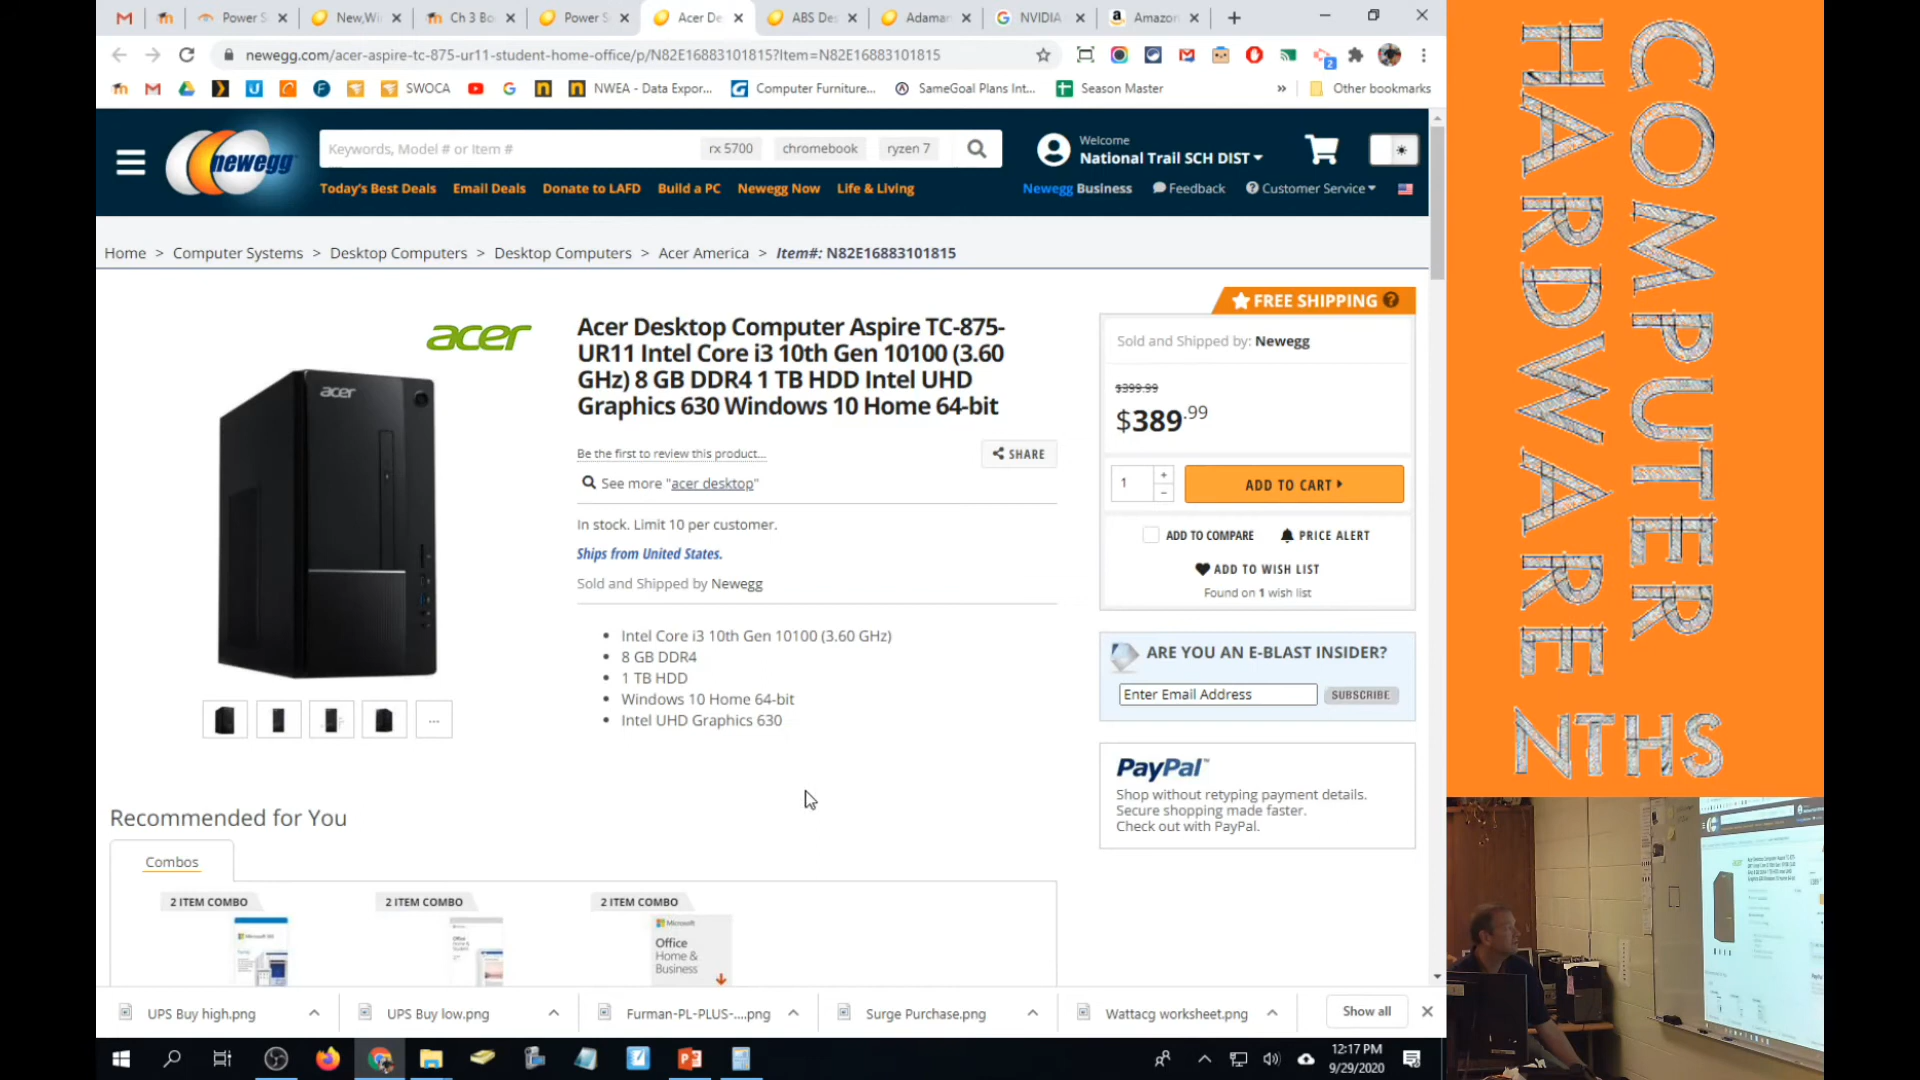 Power S
New,Wi
Ch 3 Bo
Power S
Acer De
ABS Des
Adamar
NVIDIA
Amazon
newegg.com/acer-aspire-tc-875-ur11-student-home-office/p/N82E16883101815?Item=N82E16883101815
SWOCA
NWEA - Data Expor...
Computer Furniture...
SameGoal Plans Int...
Season Master
»
Other bookmarks
newegg
Keywords, Model # or Item #
rx 5700
chromebook
ryzen 7
Welcome
National Trail SCH DIST
Today's Best Deals
Email Deals
Donate to LAFD
Build a PC
Newegg Now
Life & Living
Newegg Business
Feedback
Customer Service
Home > Computer Systems > Desktop Computers > Desktop Computers > Acer America > Item#: N82E16883101815
FREE SHIPPING
acer
acer
Acer Desktop Computer Aspire TC-875-
UR11 Intel Core i3 10th Gen 10100 (3.60
GHz) 8 GB DDR4 1 TB HDD Intel UHD
Graphics 630 Windows 10 Home 64-bit
Be the first to review this product...
SHARE
See more "acer desktop"
In stock. Limit 10 per customer.
Ships from United States.
Sold and Shipped by Newegg
Intel Core i3 10th Gen 10100 (3.60 GHz)
8 GB DDR4
1 TB HDD
Windows 10 Home 64-bit
Intel UHD Graphics 630
...
Sold and Shipped by: Newegg
$399.99
$389.99
1
ADD TO CART
ADD TO COMPARE
PRICE ALERT
ADD TO WISH LIST
Found on 1 wish list
ARE YOU AN E-BLAST INSIDER?
Enter Email Address
SUBSCRIBE
PayPal
Shop without retyping payment details.
Secure shopping made faster.
Check out with PayPal.
Recommended for You
Combos
2 ITEM COMBO
2 ITEM COMBO
2 ITEM COMBO
Microsoft
Office
Home &
Business
UPS Buy high.png
UPS Buy low.png
Furman-PL-PLUS-....png
Surge Purchase.png
Wattacg worksheet.png
Show all
12:17 PM
9/29/2020
COMPUTER
HARDWARE
NTHS